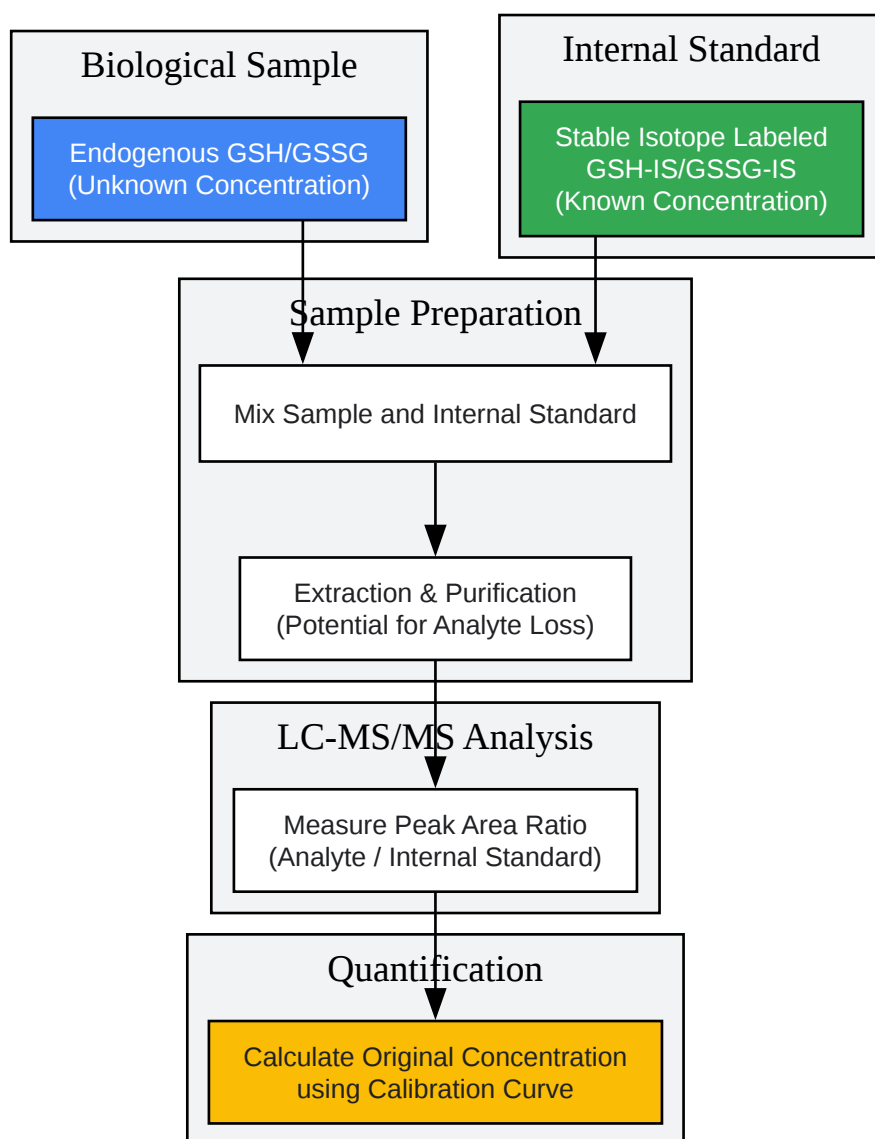 Biological Sample
Endogenous GSH/GSSG
(Unknown Concentration)
Internal Standard
Stable Isotope Labeled
GSH-IS/GSSG-IS
(Known Concentration)
Sample Preparation
Mix Sample and Internal Standard
Extraction & Purification
(Potential for Analyte Loss)
LC-MS/MS Analysis
Measure Peak Area Ratio
(Analyte / Internal Standard)
Quantification
Calculate Original Concentration
using Calibration Curve